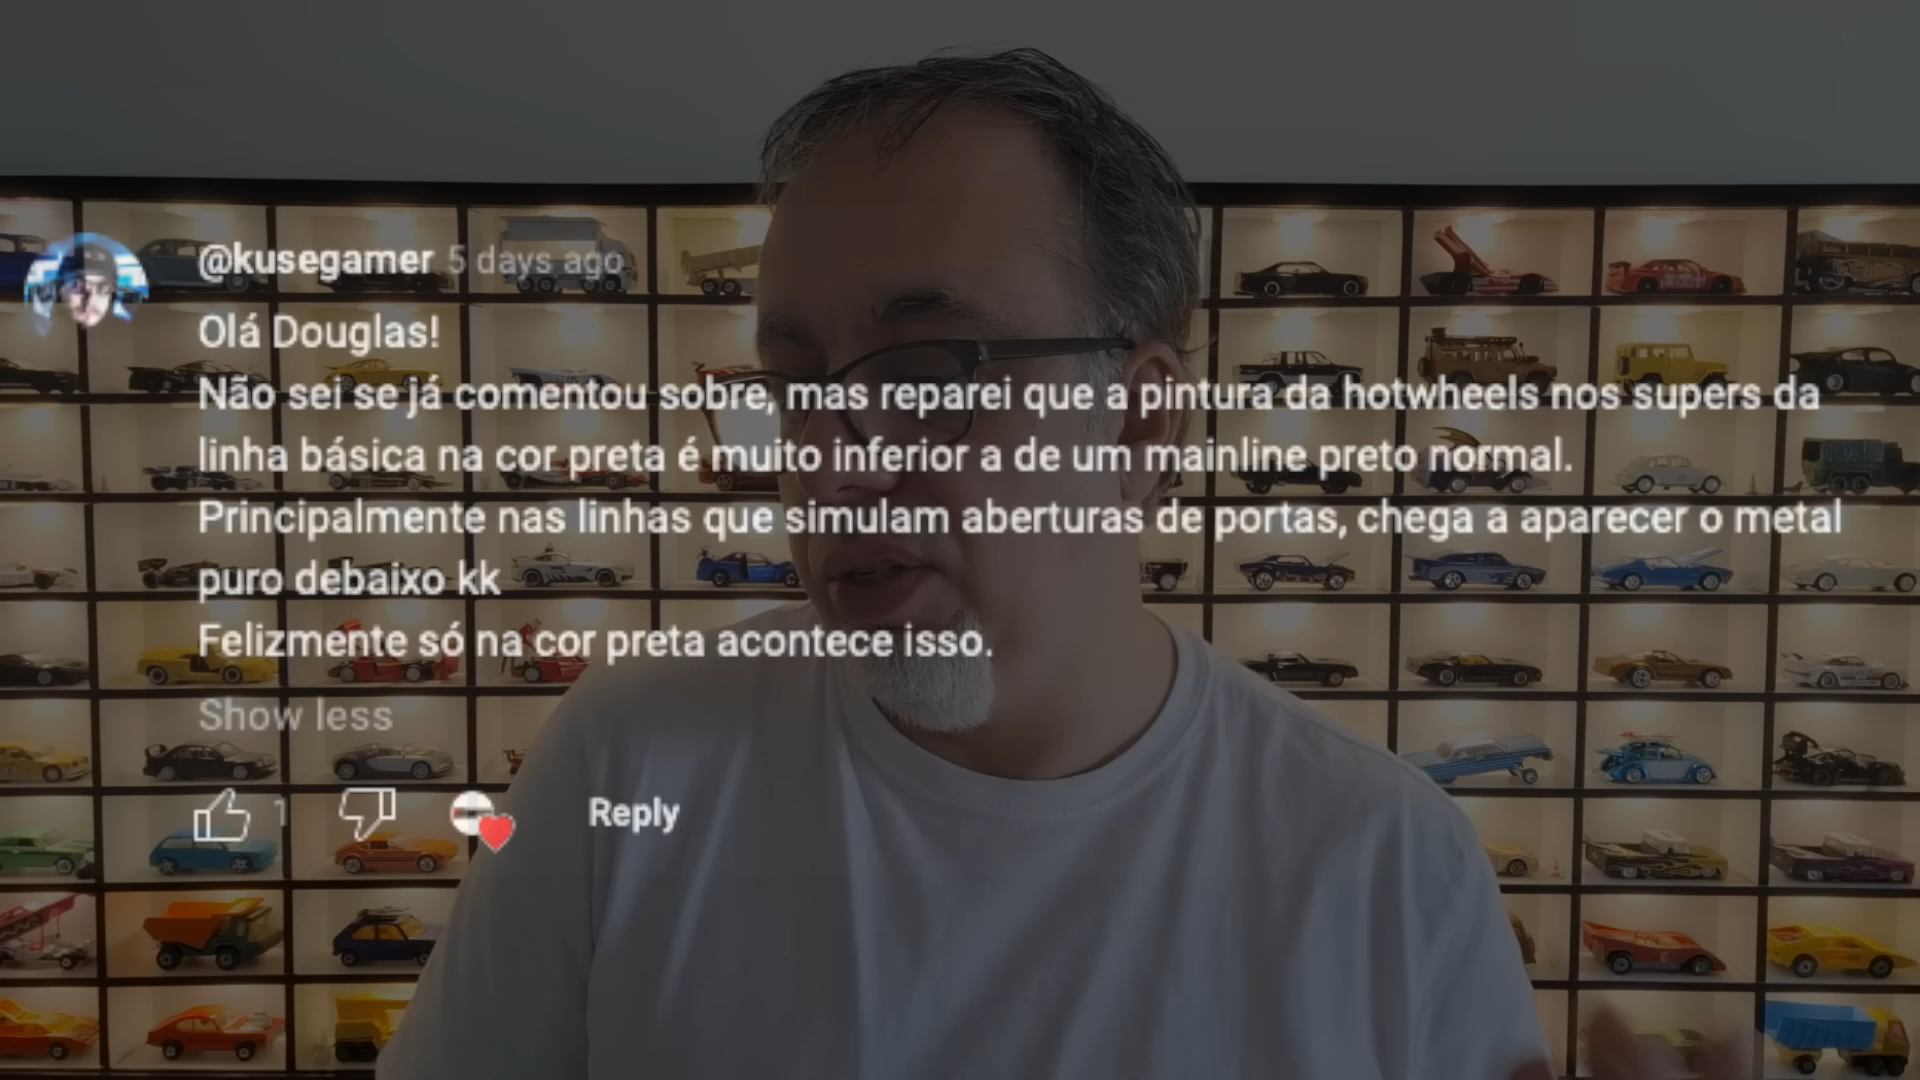 @kusegamer 5 days ago
Olá Douglas!
Não sei se já comentou sobre, mas reparei que a pintura da hotwheels nos supers da
linha básica na cor preta é muito inferior a de um mainline preto normal.
Principalmente nas linhas que simulam aberturas de portas, chega a aparecer o metal
puro debaixo kk
Felizmente só na cor preta acontece isso.
Show less
1 Reply